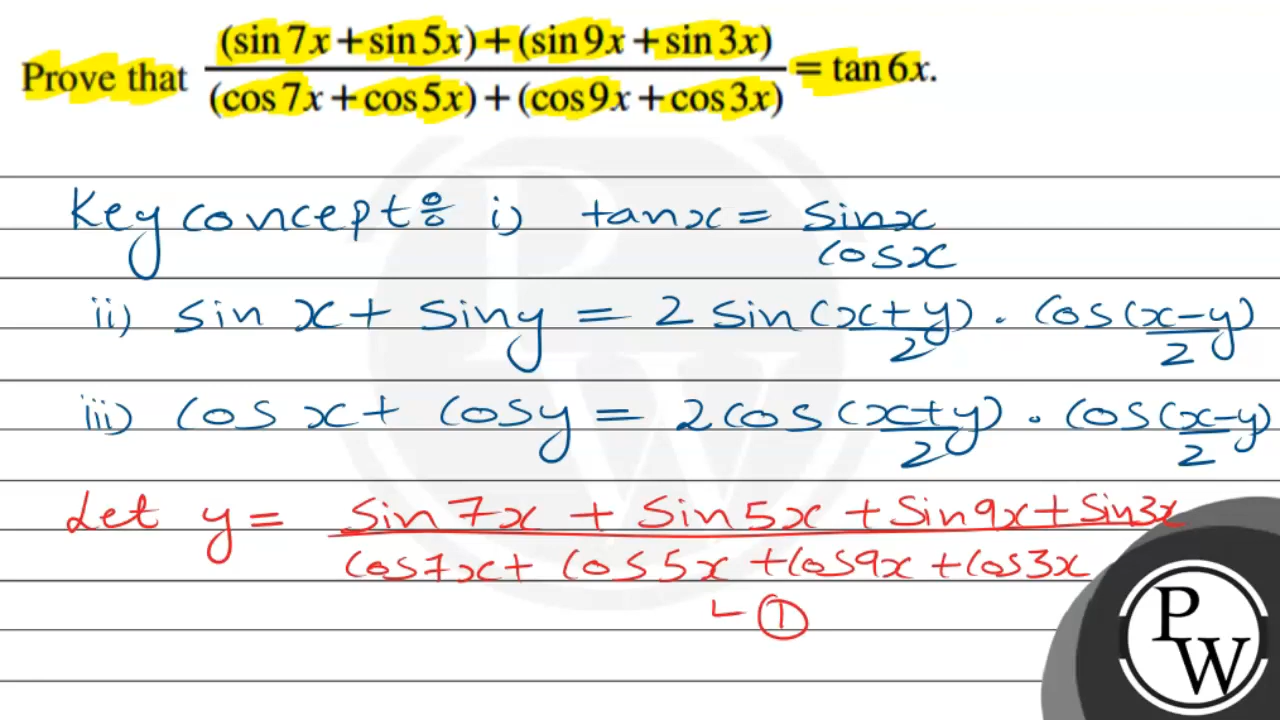 Prove that (sin 7x + sin 5x) + (sin 9x + sin 3x) / (cos 7x + cos 5x) + (cos 9x + cos 3x) = tan 6x.
Key concept : i) tan x = sin x / cos x
ii) sin x + sin y = 2 sin (x+y)/2 . cos (x-y)/2
iii) cos x + cos y = 2 cos (x+y)/2 . cos (x-y)/2
Let y = sin 7x + sin 5x + sin 9x + sin 3x / cos 7x + cos 5x + cos 9x + cos 3x
- ①
P
W
P
W